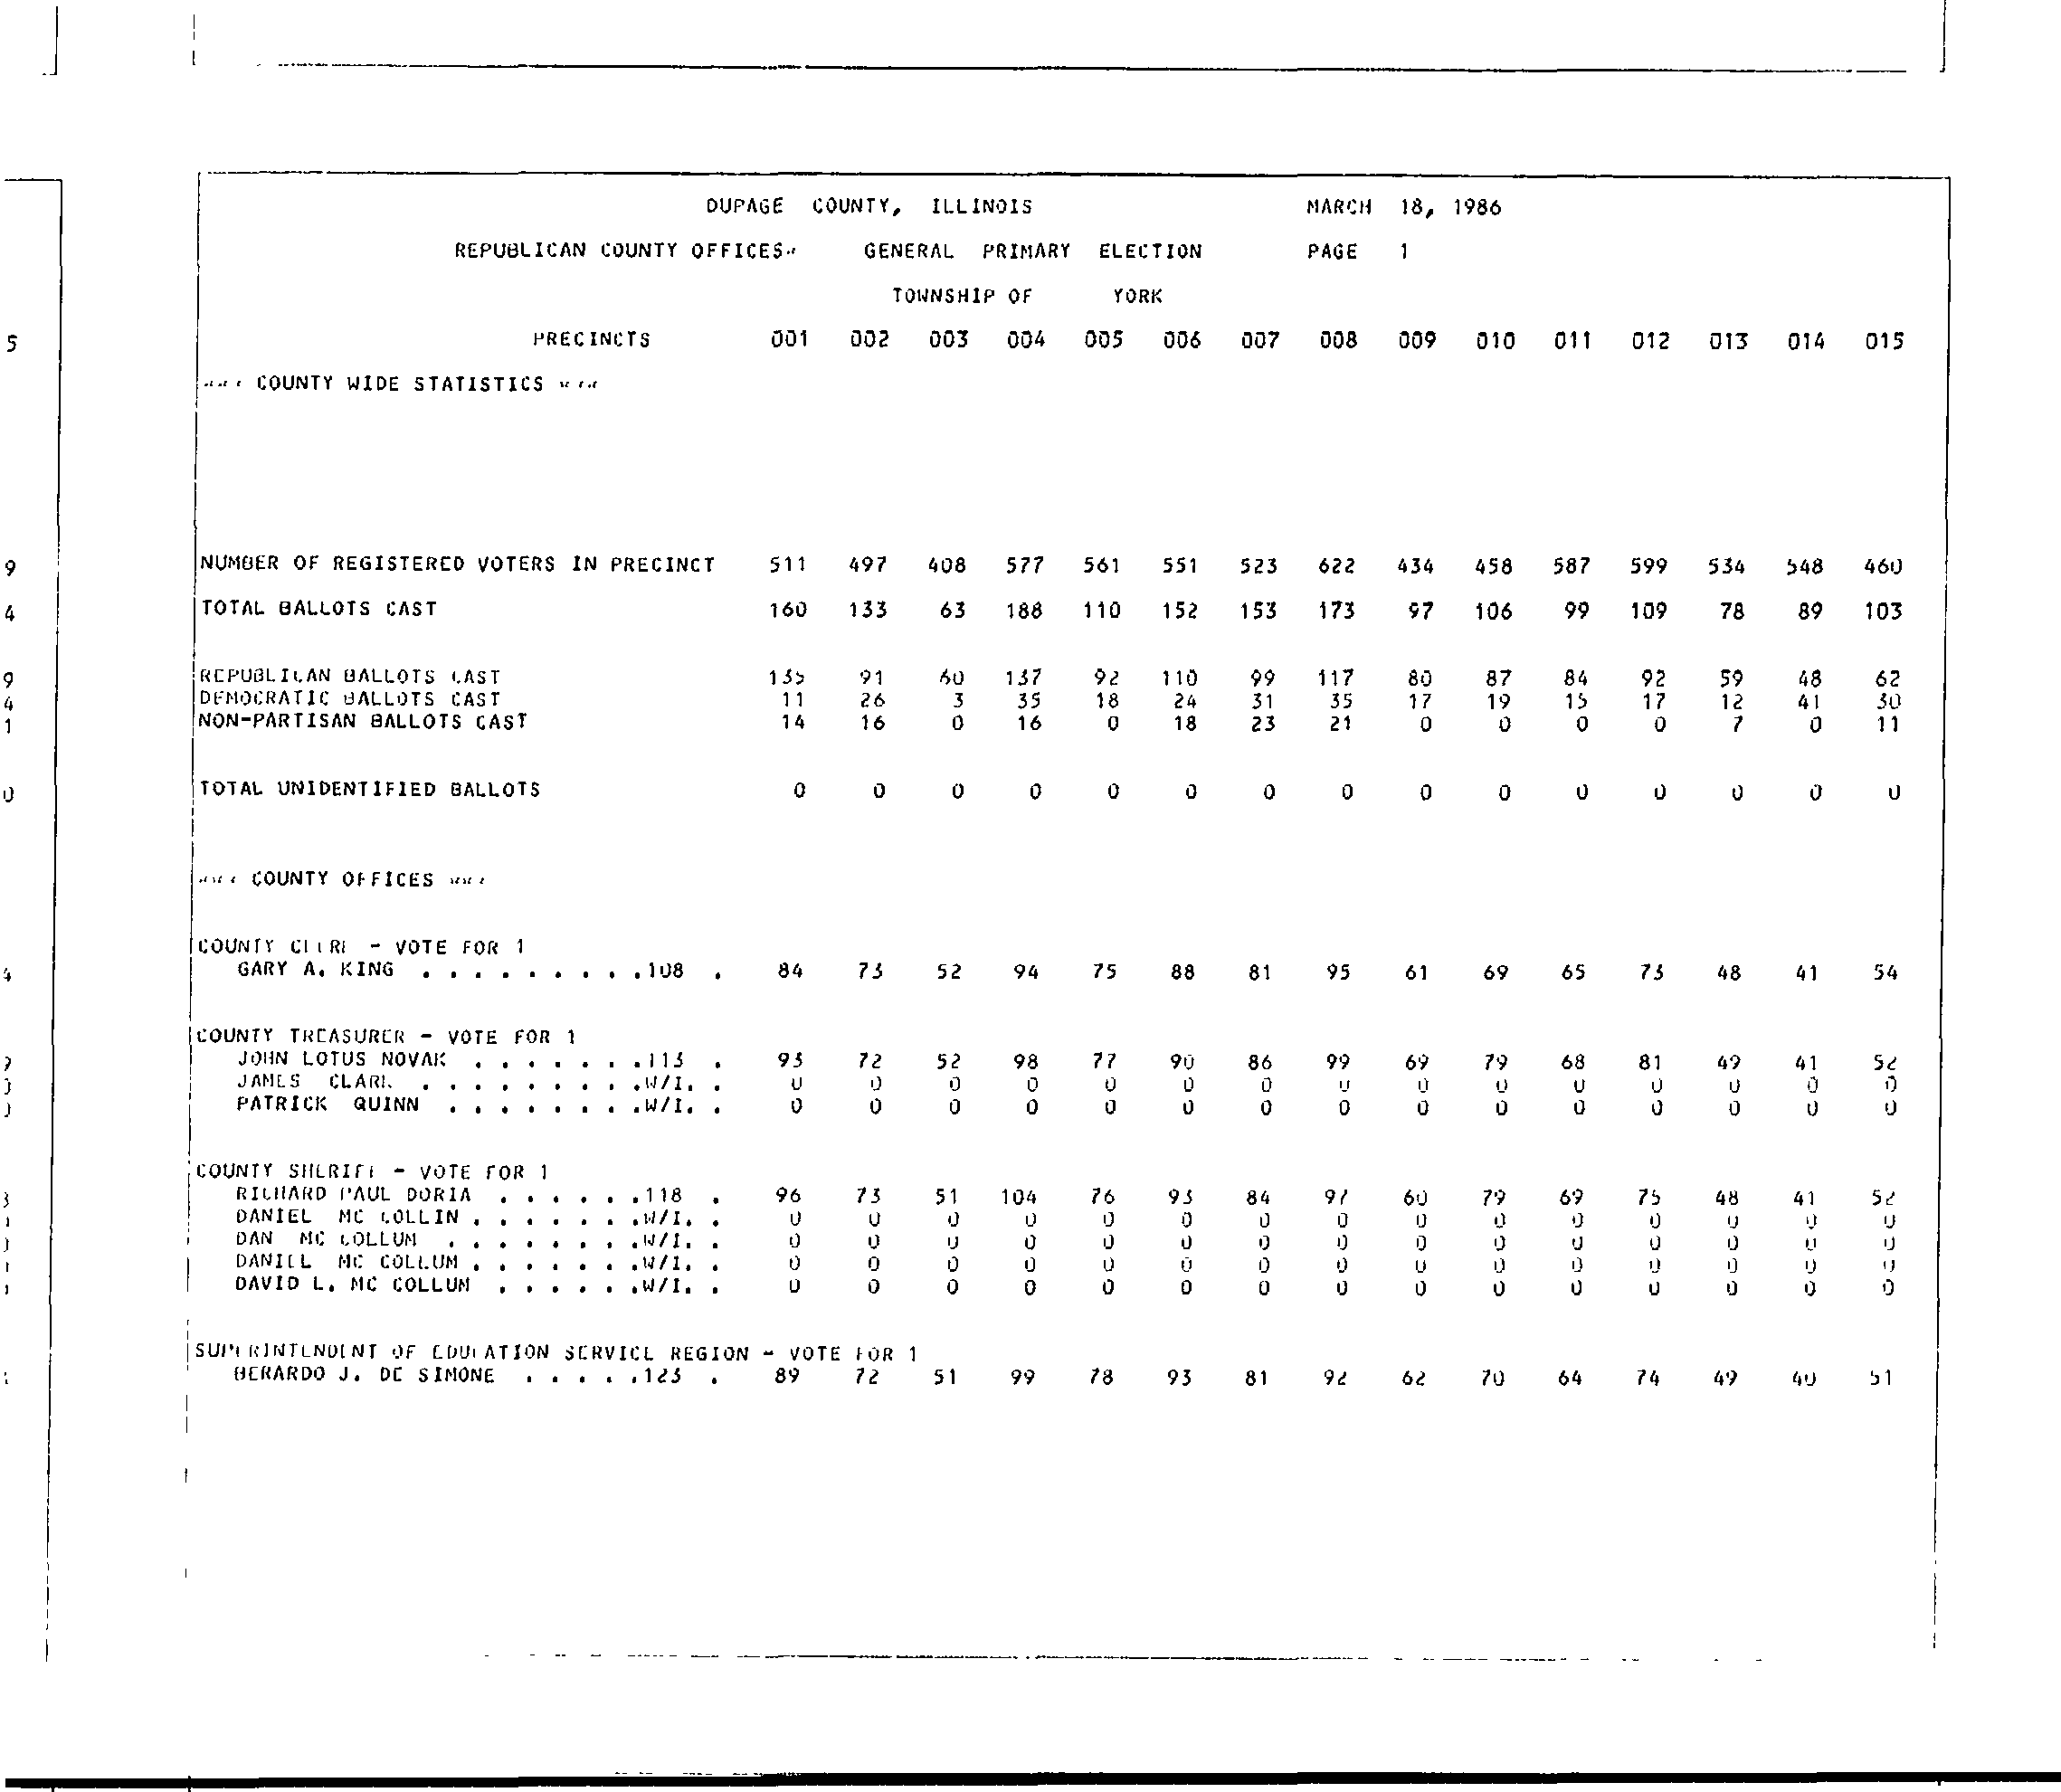 DUPAGE COUNTY, ILLINOIS MARCH 18, 1986
REPUBLICAN COUNTY OFFICES GENERAL PRIMARY ELECTION PAGE 1
TOWNSHIP OF YORK
5 PRECINCTS 001 002 003 004 005 006 007 008 009 010 011 012 013 014 015
COUNTY WIDE STATISTICS
9 NUMBER OF REGISTERED VOTERS IN PRECINCT 511 497 408 577 561 551 523 622 434 458 587 599 534 548 460
4 TOTAL BALLOTS CAST 160 133 63 188 110 152 153 173 97 106 99 109 78 89 103
9 REPUBLICAN BALLOTS CAST 135 91 60 137 92 110 99 117 80 87 84 92 59 48 62
4 DEMOCRATIC BALLOTS CAST 11 26 3 35 18 24 31 35 17 19 15 17 12 41 30
1 NON-PARTISAN BALLOTS CAST 14 16 0 16 0 18 23 21 0 0 0 0 7 0 11
0 TOTAL UNIDENTIFIED BALLOTS 0 0 0 0 0 0 0 0 0 0 0 0 0 0 0
COUNTY OFFICES
COUNTY CLERK - VOTE FOR 1
4 GARY A. KING . . . . . . . . .108 . 84 73 52 94 75 88 81 95 61 69 65 73 48 41 54
COUNTY TREASURER - VOTE FOR 1
JOHN LOTUS NOVAK . . . . . . .113 . 93 72 52 98 77 90 86 99 69 79 68 81 49 41 52
JAMES CLARK . . . . . . . . .W/I. . 0 0 0 0 0 0 0 0 0 0 0 0 0 0 0
PATRICK QUINN . . . . . . . .W/I. . 0 0 0 0 0 0 0 0 0 0 0 0 0 0 0
COUNTY SHERIFF - VOTE FOR 1
RICHARD PAUL DORIA . . . . . .118 . 96 73 51 104 76 93 84 97 60 79 69 75 48 41 52
DANIEL MC COLLIN . . . . . . .W/I. . 0 0 0 0 0 0 0 0 0 0 0 0 0 0 0
DAN MC COLLUM . . . . . . . .W/I. . 0 0 0 0 0 0 0 0 0 0 0 0 0 0 0
DANIEL MC COLLUM . . . . . . .W/I. . 0 0 0 0 0 0 0 0 0 0 0 0 0 0 0
DAVID L. MC COLLUM . . . . . .W/I. . 0 0 0 0 0 0 0 0 0 0 0 0 0 0 0
SUPERINTENDENT OF EDUCATION SERVICE REGION - VOTE FOR 1
BERARDO J. DE SIMONE . . . . .123 . 89 72 51 99 78 93 81 92 62 70 64 74 49 40 51